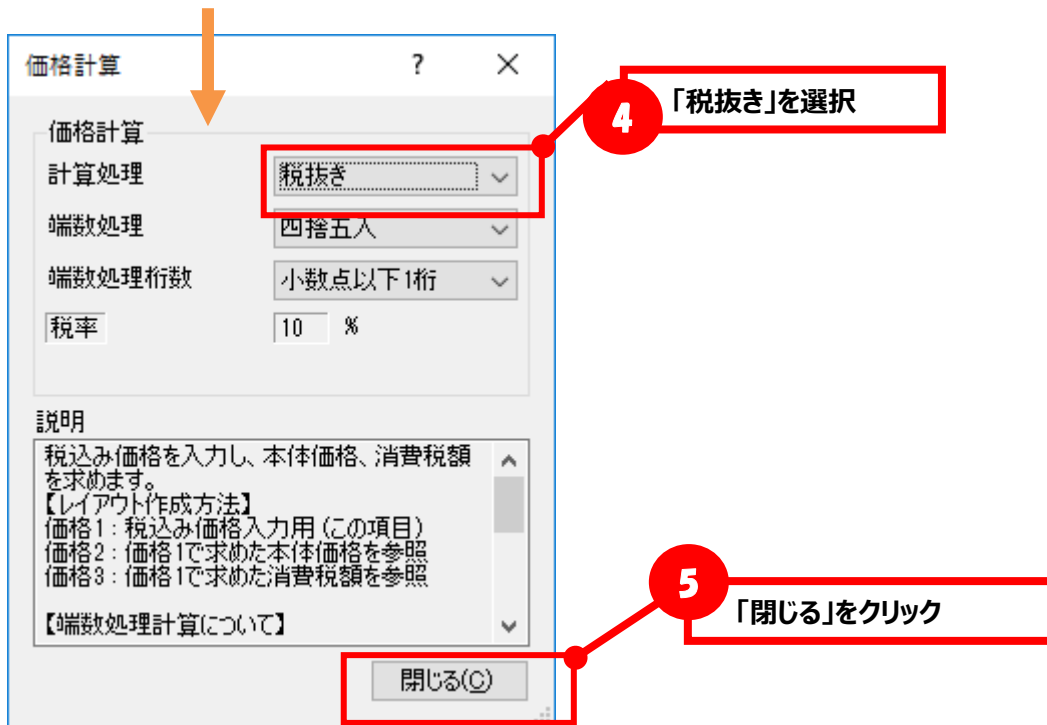 価格計算
?
×
4
「税抜き」を選択
価格計算
計算処理
税抜き
端数処理
四捨五入
端数処理桁数
小数点以下1桁
税率
10 %
説明
税込み価格を入力し、本体価格、消費税額
を求めます。
【レイアウト作成方法】
価格1:税込み価格入力用(この項目)
価格2:価格1で求めた本体価格を参照
価格3:価格1で求めた消費税額を参照
【端数処理計算について】
5
「閉じる」をクリック
閉じる(C)